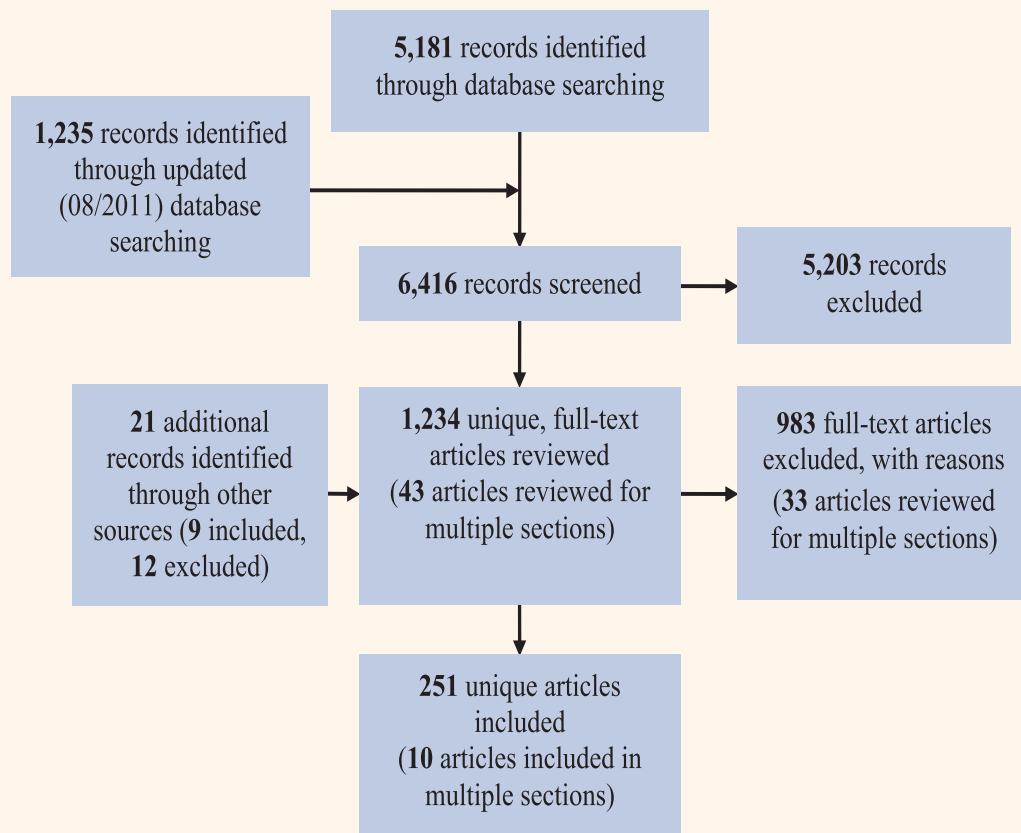 5,181 records identified
through database searching
1,235 records identified
through updated
(08/2011) database
searching
6,416 records screened
5,203 records
excluded
21 additional
records identified
through other
sources (9 included,
12 excluded)
1,234 unique, full-text
articles reviewed
(43 articles reviewed for
multiple sections)
983 full-text articles
excluded, with reasons
(33 articles reviewed
for multiple sections)
251 unique articles
included
(10 articles included in
multiple sections)